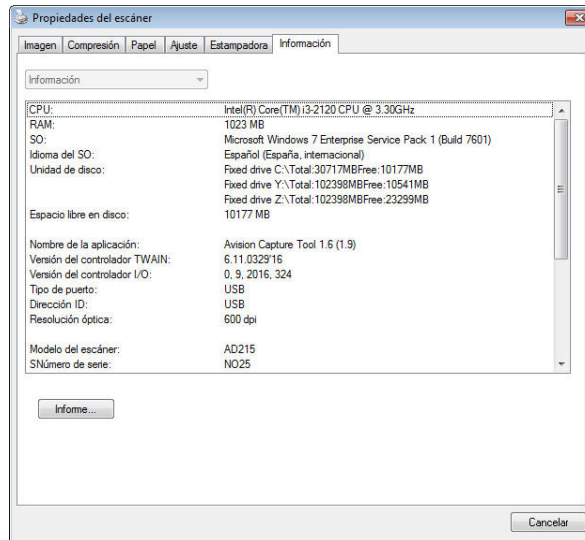 Propiedades del escáner
Imagen Compresión Papel Ajuste Estampadora Información
Información
CPU: Intel(R) Core(TM) i3-2120 CPU @ 3.30GHz
RAM: 1023 MB
SO: Microsoft Windows 7 Enterprise Service Pack 1 (Build 7601)
Idioma del SO: Español (España, internacional)
Unidad de disco: Fixed drive C:\Total:30717MBFree:10177MB
Fixed drive Y:\Total:102398MBFree:10541MB
Fixed drive Z:\Total:102398MBFree:23299MB
Espacio libre en disco: 10177 MB
Nombre de la aplicación: Avision Capture Tool 1.6 (1.9)
Versión del controlador TWAIN: 6.11.0329'16
Versión del controlador I/O: 0, 9, 2016, 324
Tipo de puerto: USB
Dirección ID: USB
Resolución óptica: 600 dpi
Modelo del escáner: AD215
SNúmero de serie: NO25
Informe...
Cancelar